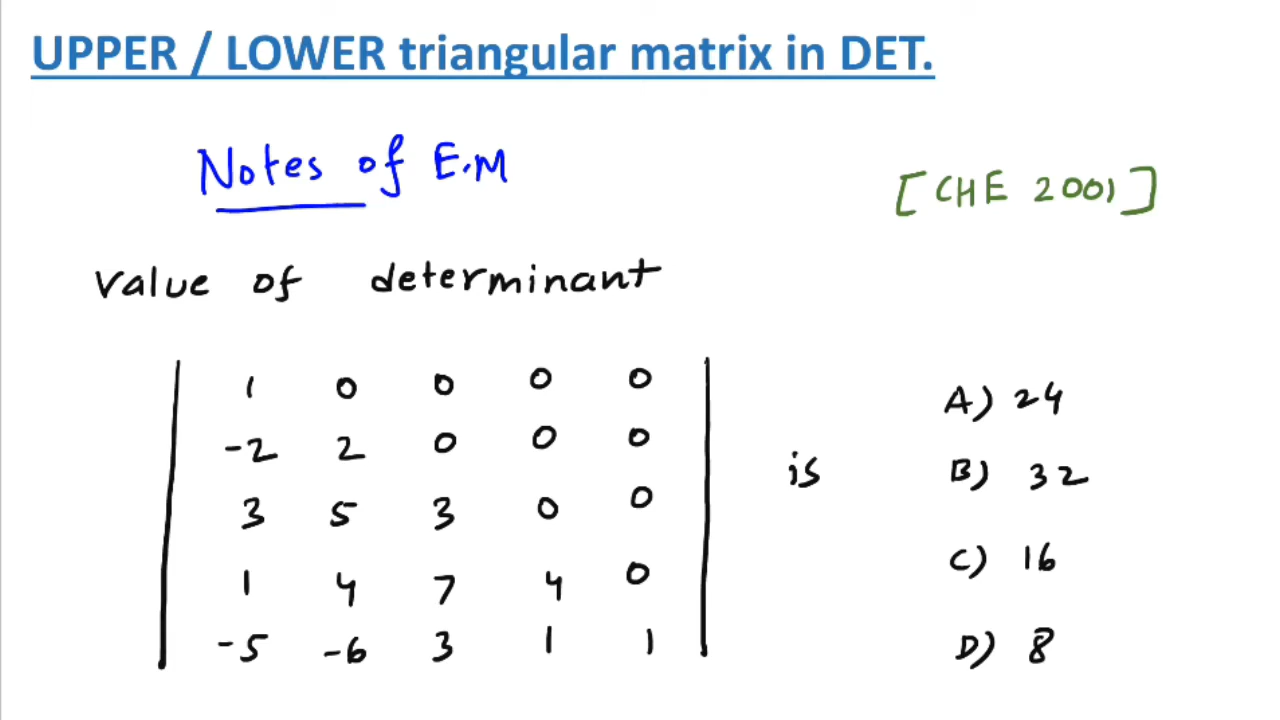 UPPER / LOWER triangular matrix in DET.
Notes of E.M
[CHE 2001]
Value of determinant
1 0 0 0 0
-2 2 0 0 0
3 5 3 0 0
1 4 7 4 0
-5 -6 3 1 1
is
A) 24
B) 32
C) 16
D) 8